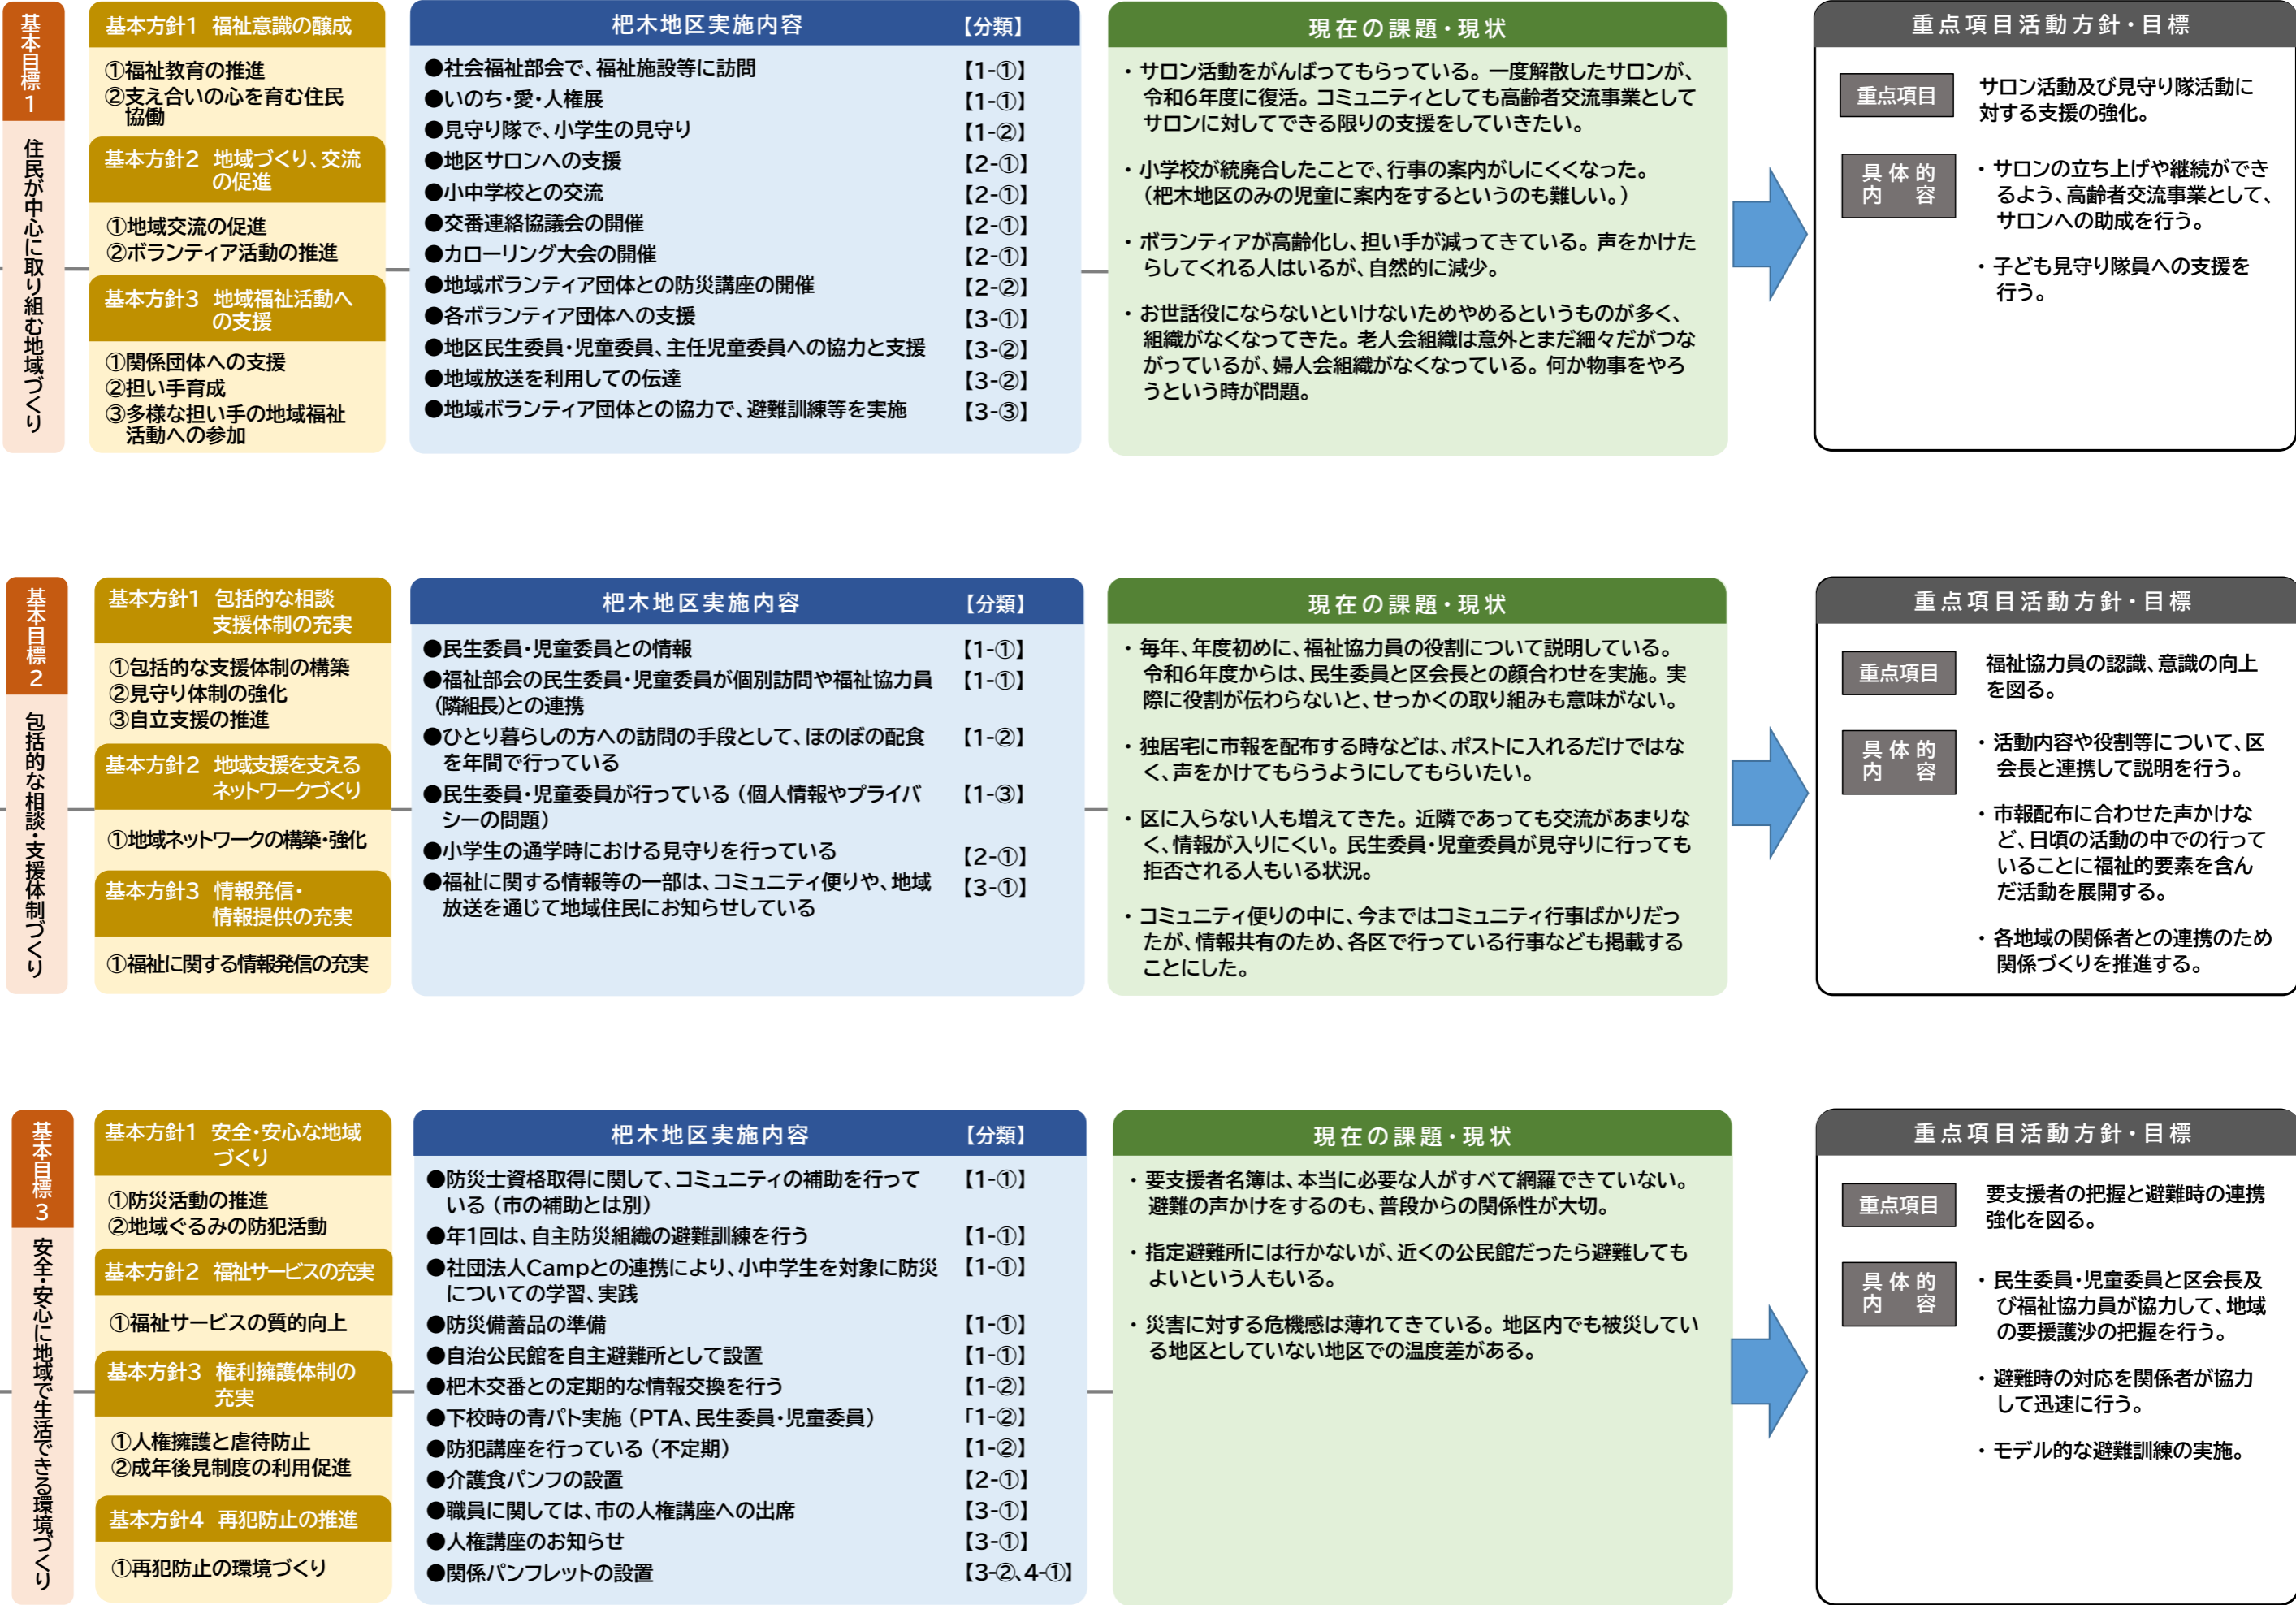 基本目標1
住民が中心に取り組む地域づくり
基本方針1 福祉意識の醸成
①福祉教育の推進
②支え合いの心を育む住民
協働
基本方針2 地域づくり、交流
の促進
①地域交流の促進
②ボランティア活動の推進
基本方針3 地域福祉活動へ
の支援
①関係団体への支援
②担い手育成
③多様な担い手の地域福祉
活動への参加
杷木地区実施内容 【分類】
●社会福祉部会で、福祉施設等に訪問 【1-①】
●いのち・愛・人権展 【1-①】
●見守り隊で、小学生の見守り 【1-②】
●地区サロンへの支援 【2-①】
●小中学校との交流 【2-①】
●交番連絡協議会の開催 【2-①】
●カローリング大会の開催 【2-①】
●地域ボランティア団体との防災講座の開催 【2-②】
●各ボランティア団体への支援 【3-①】
●地区民生委員・児童委員、主任児童委員への協力と支援 【3-②】
●地域放送を利用しての伝達 【3-②】
●地域ボランティア団体との協力で、避難訓練等を実施 【3-③】
現在の課題・現状
・サロン活動をがんばってもらっている。一度解散したサロンが、
令和6年度に復活。コミュニティとしても高齢者交流事業として
サロンに対してできる限りの支援をしていきたい。
・小学校が統廃合したことで、行事の案内がしにくくなった。
(杷木地区のみの児童に案内をするというのも難しい。)
・ボランティアが高齢化し、担い手が減ってきている。声をかけた
らしてくれる人はいるが、自然的に減少。
・お世話役にならないといけないためやめるというものが多く、
組織がなくなってきた。老人会組織は意外とまだ細々だがつな
がっているが、婦人会組織がなくなっている。何か物事をやろ
うという時が問題。
重点項目活動方針・目標
重点項目
サロン活動及び見守り隊活動に
対する支援の強化。
具体的
内容
・サロンの立ち上げや継続ができ
るよう、高齢者交流事業として、
サロンへの助成を行う。
・子ども見守り隊員への支援を
行う。
基本目標2
包括的な相談・支援体制づくり
基本方針1 包括的な相談
支援体制の充実
①包括的な支援体制の構築
②見守り体制の強化
③自立支援の推進
基本方針2 地域支援を支える
ネットワークづくり
①地域ネットワークの構築・強化
基本方針3 情報発信・
情報提供の充実
①福祉に関する情報発信の充実
杷木地区実施内容 【分類】
●民生委員・児童委員との情報 【1-①】
●福祉部会の民生委員・児童委員が個別訪問や福祉協力員 【1-①】
(隣組長)との連携
●ひとり暮らしの方への訪問の手段として、ほのぼの配食 【1-②】
を年間で行っている
●民生委員・児童委員が行っている(個人情報やプライバ 【1-③】
シーの問題)
●小学生の通学時における見守りを行っている 【2-①】
●福祉に関する情報等の一部は、コミュニティ便りや、地域 【3-①】
放送を通じて地域住民にお知らせしている
現在の課題・現状
・毎年、年度初めに、福祉協力員の役割について説明している。
令和6年度からは、民生委員と区会長との顔合わせを実施。実
際に役割が伝わらないと、せっかくの取り組みも意味がない。
・独居宅に市報を配布する時などは、ポストに入れるだけではな
く、声をかけてもらうようにしてもらいたい。
・区に入らない人も増えてきた。近隣であっても交流があまりな
く、情報が入りにくい。民生委員・児童委員が見守りに行っても
拒否される人もいる状況。
・コミュニティ便りの中に、今まではコミュニティ行事ばかりだっ
たが、情報共有のため、各区で行っている行事なども掲載する
ことにした。
重点項目活動方針・目標
重点項目
福祉協力員の認識、意識の向上
を図る。
具体的
内容
・活動内容や役割等について、区
会長と連携して説明を行う。
・市報配布に合わせた声かけな
ど、日頃の活動の中での行って
いることに福祉的要素を含ん
だ活動を展開する。
・各地域の関係者との連携のため
関係づくりを推進する。
基本目標3
安全・安心に地域で生活できる環境づくり
基本方針1 安全・安心な地域
づくり
①防災活動の推進
②地域ぐるみの防犯活動
基本方針2 福祉サービスの充実
①福祉サービスの質的向上
基本方針3 権利擁護体制の
充実
①人権擁護と虐待防止
②成年後見制度の利用促進
基本方針4 再犯防止の推進
①再犯防止の環境づくり
杷木地区実施内容 【分類】
●防災士資格取得に関して、コミュニティの補助を行って 【1-①】
いる(市の補助とは別)
●年1回は、自主防災組織の避難訓練を行う 【1-①】
●社団法人Campとの連携により、小中学生を対象に防災 【1-①】
についての学習、実践
●防災備蓄品の準備 【1-①】
●自治公民館を自主避難所として設置 【1-①】
●杷木交番との定期的な情報交換を行う 【1-②】
●下校時の青パト実施(PTA、民生委員・児童委員) 「1-②】
●防犯講座を行っている(不定期) 【1-②】
●介護食パンフの設置 【2-①】
●職員に関しては、市の人権講座への出席 【3-①】
●人権講座のお知らせ 【3-①】
●関係パンフレットの設置 【3-②、4-①】
現在の課題・現状
・要支援者名簿は、本当に必要な人がすべて網羅できていない。
避難の声かけをするのも、普段からの関係性が大切。
・指定避難所には行かないが、近くの公民館だったら避難しても
よいという人もいる。
・災害に対する危機感は薄れてきている。地区内でも被災してい
る地区としていない地区での温度差がある。
重点項目活動方針・目標
重点項目
要支援者の把握と避難時の連携
強化を図る。
具体的
内容
・民生委員・児童委員と区会長及
び福祉協力員が協力して、地域
の要援護沙の把握を行う。
・避難時の対応を関係者が協力
して迅速に行う。
・モデル的な避難訓練の実施。